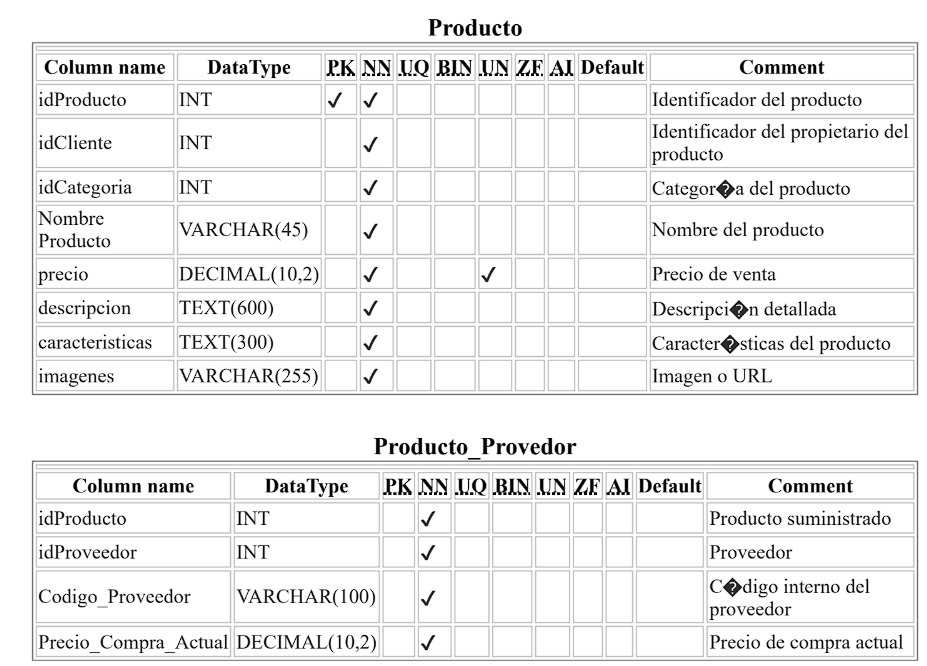 Producto
Column name DataType PK NN UQ BIN UN ZF AI Default Comment
idProducto INT ✓ ✓ Identificador del producto
idCliente INT ✓ Identificador del propietario del
producto
idCategoria INT ✓ Categor�a del producto
Nombre
Producto VARCHAR(45) ✓ Nombre del producto
precio DECIMAL(10,2) ✓ ✓ Precio de venta
descripcion TEXT(600) ✓ Descripci�n detallada
caracteristicas TEXT(300) ✓ Caracter�sticas del producto
imagenes VARCHAR(255) ✓ Imagen o URL
Producto_Provedor
Column name DataType PK NN UQ BIN UN ZF AI Default Comment
idProducto INT ✓ Producto suministrado
idProveedor INT ✓ Proveedor
Codigo_Proveedor VARCHAR(100) ✓ C�digo interno del
proveedor
Precio_Compra_Actual DECIMAL(10,2) ✓ Precio de compra actual